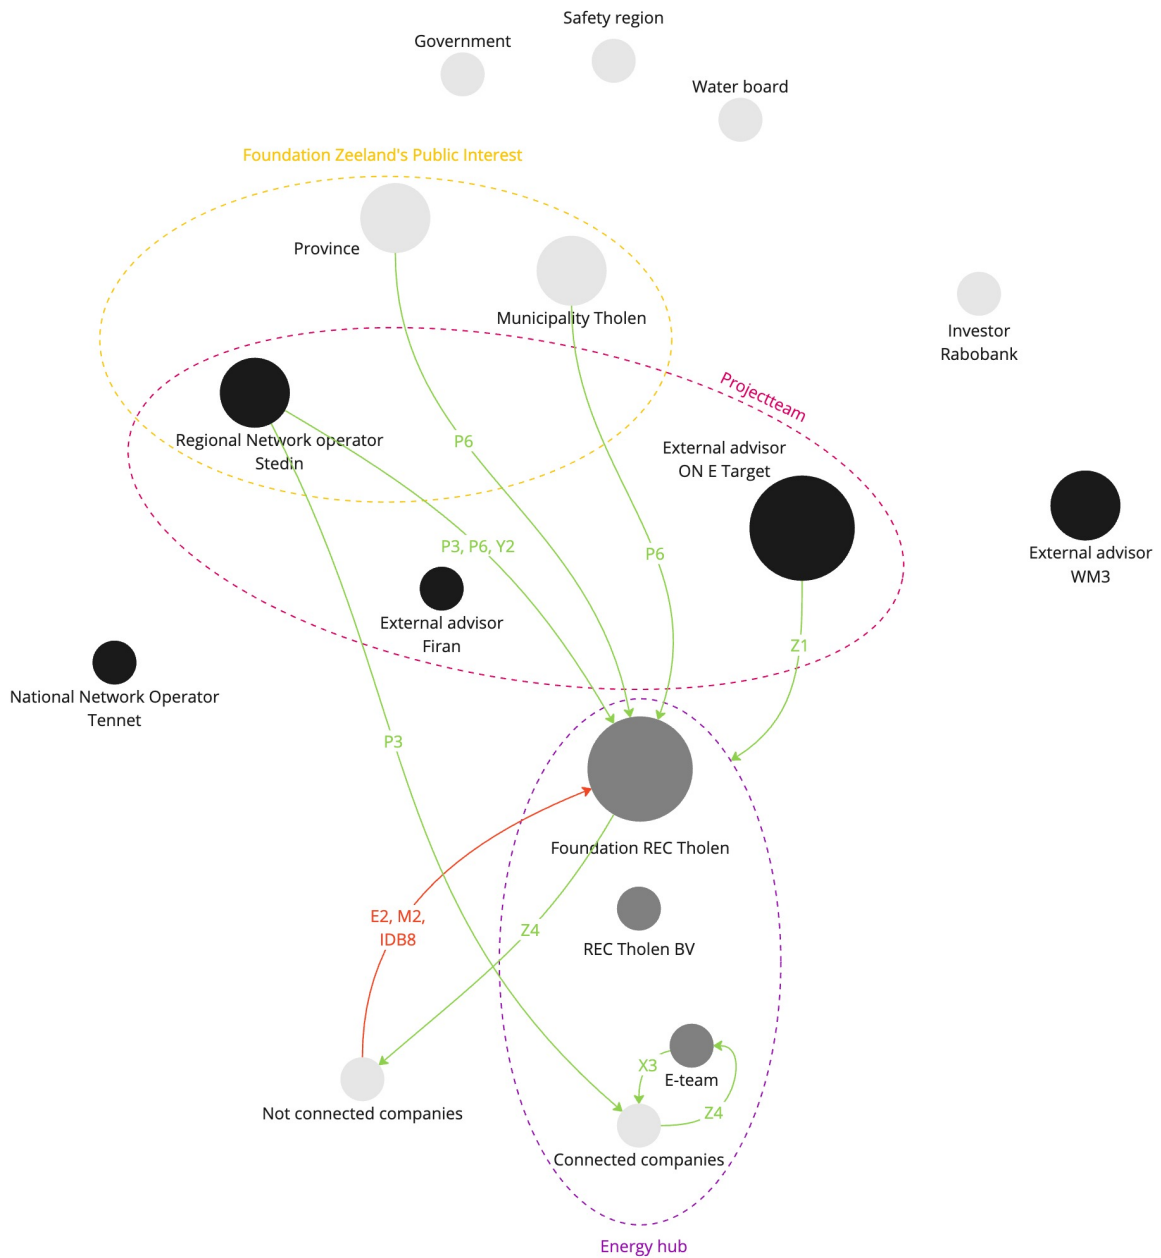 Safety region
Government
Water board
Foundation Zeeland's Public Interest
Province
Municipality Tholen
Investor
Rabobank
Projectteam
Regional Network operator
Stedin
P6
External advisor
ON E Target
P3, P6, Y2
P6
External advisor
WM3
External advisor
Firan
Z1
National Network Operator
Tennet
P3
Foundation REC Tholen
E2, M2,
IDB8
Z4
REC Tholen BV
X3
E-team
Not connected companies
Z4
Connected companies
Energy hub